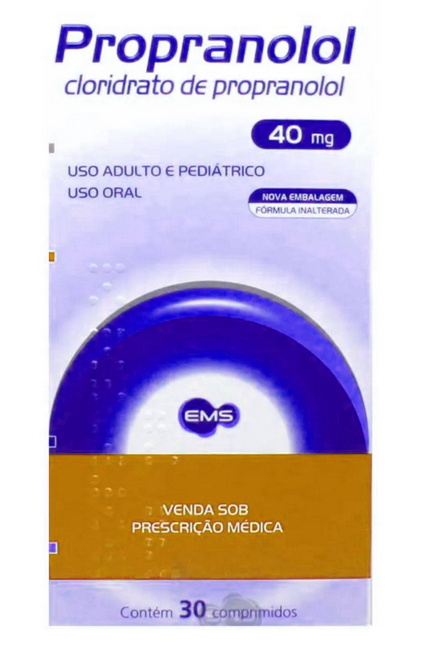 Propranolol
cloridrato de propranolol
40 mg
USO ADULTO E PEDIÁTRICO
USO ORAL
NOVA EMBALAGEM
FÓRMULA INALTERADA
EMS
VENDA SOB
PRESCRIÇÃO MÉDICA
Contém 30 comprimidos